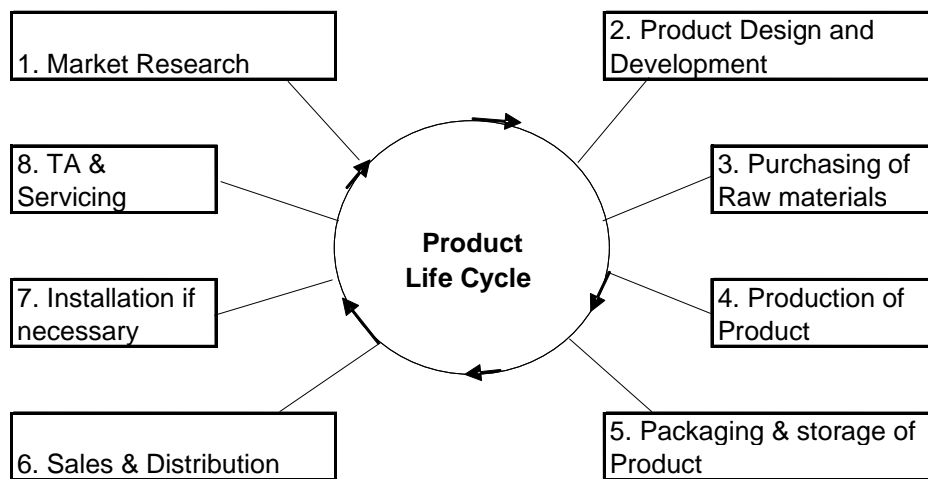 1. Market Research
2. Product Design and
Development
8. TA &
Servicing
3. Purchasing of
Raw materials
Product
Life Cycle
7. Installation if
necessary
4. Production of
Product
6. Sales & Distribution
5. Packaging & storage of
Product